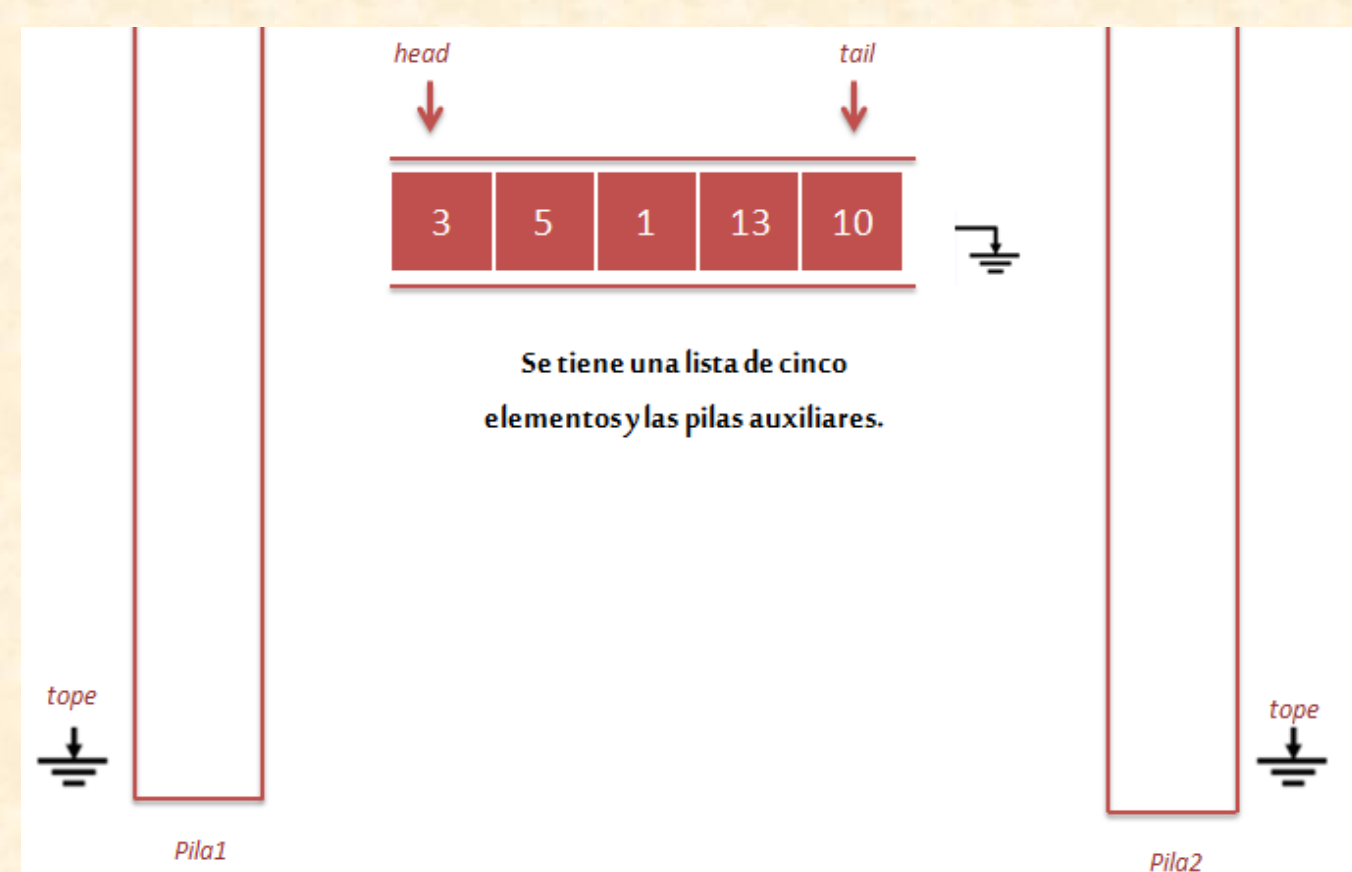 head
tail
3 5 1 13 10
Se tiene una lista de cinco
elementos y las pilas auxiliares.
tope
tope
Pila1
Pila2